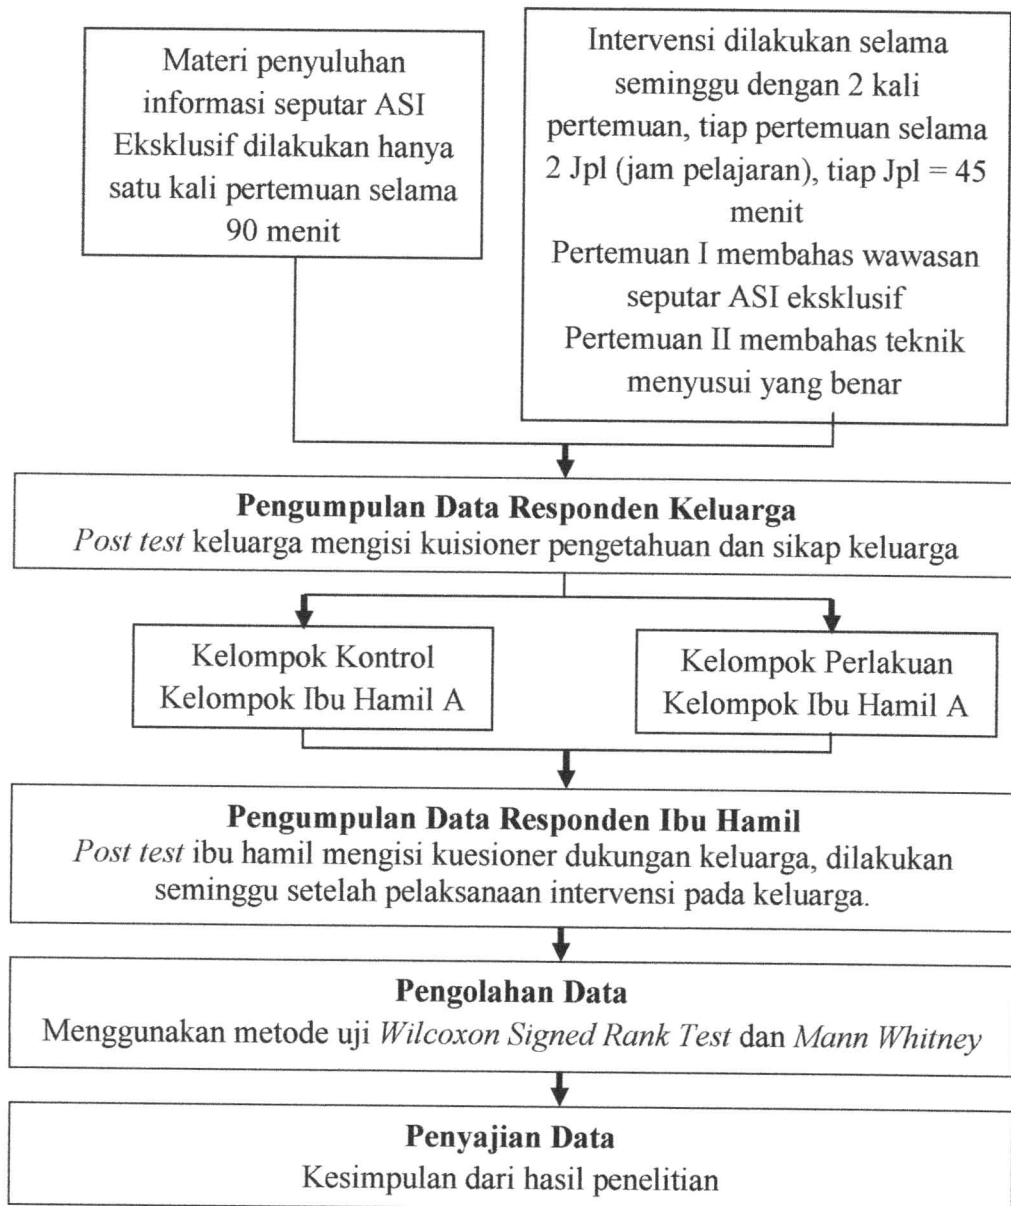 Materi penyuluhan
informasi seputar ASI
Eksklusif dilakukan hanya
satu kali pertemuan selama
90 menit
Intervensi dilakukan selama
seminggu dengan 2 kali
pertemuan, tiap pertemuan selama
2 Jpl (jam pelajaran), tiap Jpl = 45
menit
Pertemuan I membahas wawasan
seputar ASI eksklusif
Pertemuan II membahas teknik
menyusui yang benar
Pengumpulan Data Responden Keluarga
Post test keluarga mengisi kuisioner pengetahuan dan sikap keluarga
Kelompok Kontrol
Kelompok Ibu Hamil A
Kelompok Perlakuan
Kelompok Ibu Hamil A
Pengumpulan Data Responden Ibu Hamil
Post test ibu hamil mengisi kuesioner dukungan keluarga, dilakukan
seminggu setelah pelaksanaan intervensi pada keluarga.
Pengolahan Data
Menggunakan metode uji Wilcoxon Signed Rank Test dan Mann Whitney
Penyajian Data
Kesimpulan dari hasil penelitian